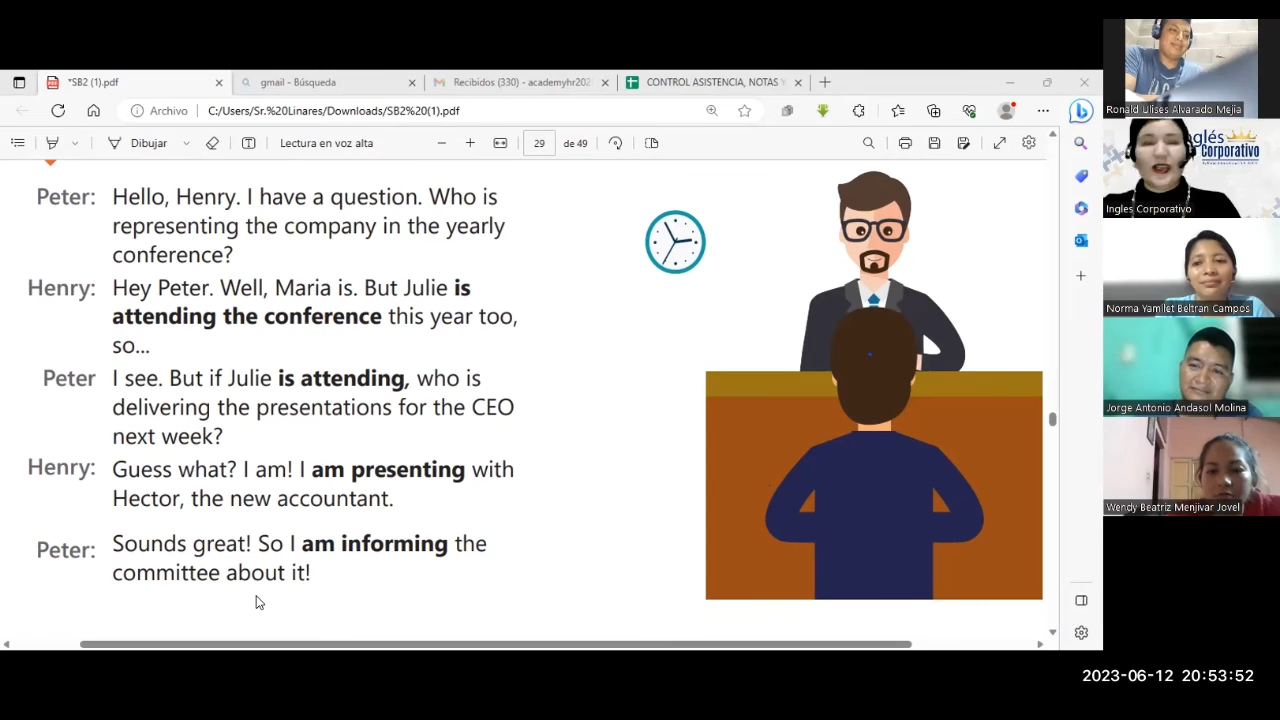 *SB2 (1).pdf
gmail - Búsqueda
Recibidos (330) - academyhr202
CONTROL ASISTENCIA, NOTAS Y
Archivo
C:/Users/Sr.%20Linares/Downloads/SB2%20(1).pdf
Dibujar
Lectura en voz alta
29
de 49
Peter: Hello, Henry. I have a question. Who is
representing the company in the yearly
conference?
Henry: Hey Peter. Well, Maria is. But Julie is
attending the conference this year too,
so...
Peter I see. But if Julie is attending, who is
delivering the presentations for the CEO
next week?
Henry: Guess what? I am! I am presenting with
Hector, the new accountant.
Peter: Sounds great! So I am informing the
committee about it!
Ronald Ulises Alvarado Mejía
Inglés
Corporativo
Ingles Corporativo
Norma Yamilet Beltran Campos
Jorge Antonio Andasol Molina
Wendy Beatriz Menjivar Jovel
2023-06-12 20:53:52